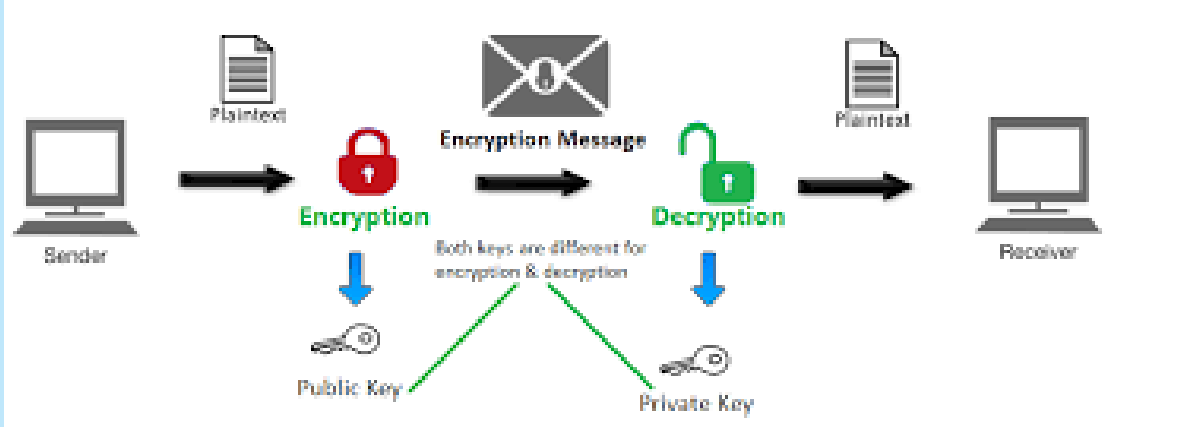 Plaintext
Encryption Message
Plaintext
Encryption
Decryption
Sender
Receiver
Both keys are different for
encryption & decryption
Public Key
Private Key